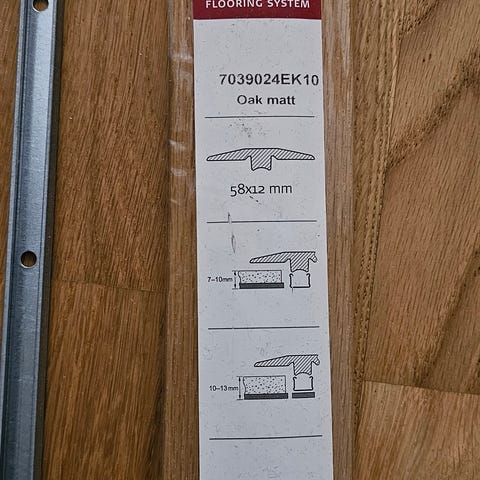 FLOORING SYSTEM
7039024EK10
Oak matt
58x12 mm
7–10mm
10–13mm